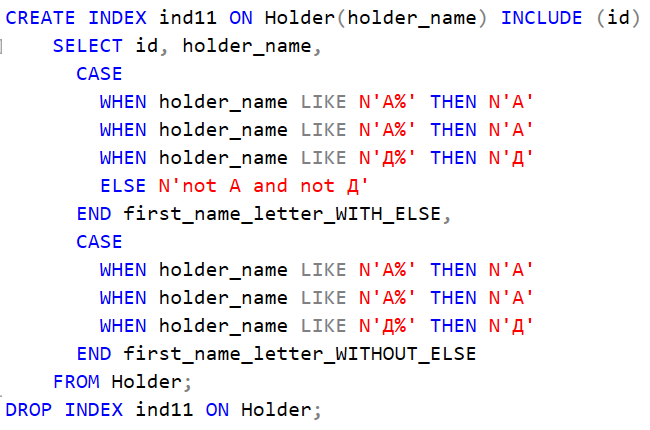 CREATE INDEX ind11 ON Holder(holder_name) INCLUDE (id)
SELECT id, holder_name,
CASE
WHEN holder_name LIKE N'А%' THEN N'А'
WHEN holder_name LIKE N'А%' THEN N'А'
WHEN holder_name LIKE N'Д%' THEN N'Д'
ELSE N'not А and not Д'
END first_name_letter_WITH_ELSE,
CASE
WHEN holder_name LIKE N'А%' THEN N'А'
WHEN holder_name LIKE N'А%' THEN N'А'
WHEN holder_name LIKE N'Д%' THEN N'Д'
END first_name_letter_WITHOUT_ELSE
FROM Holder;
DROP INDEX ind11 ON Holder;